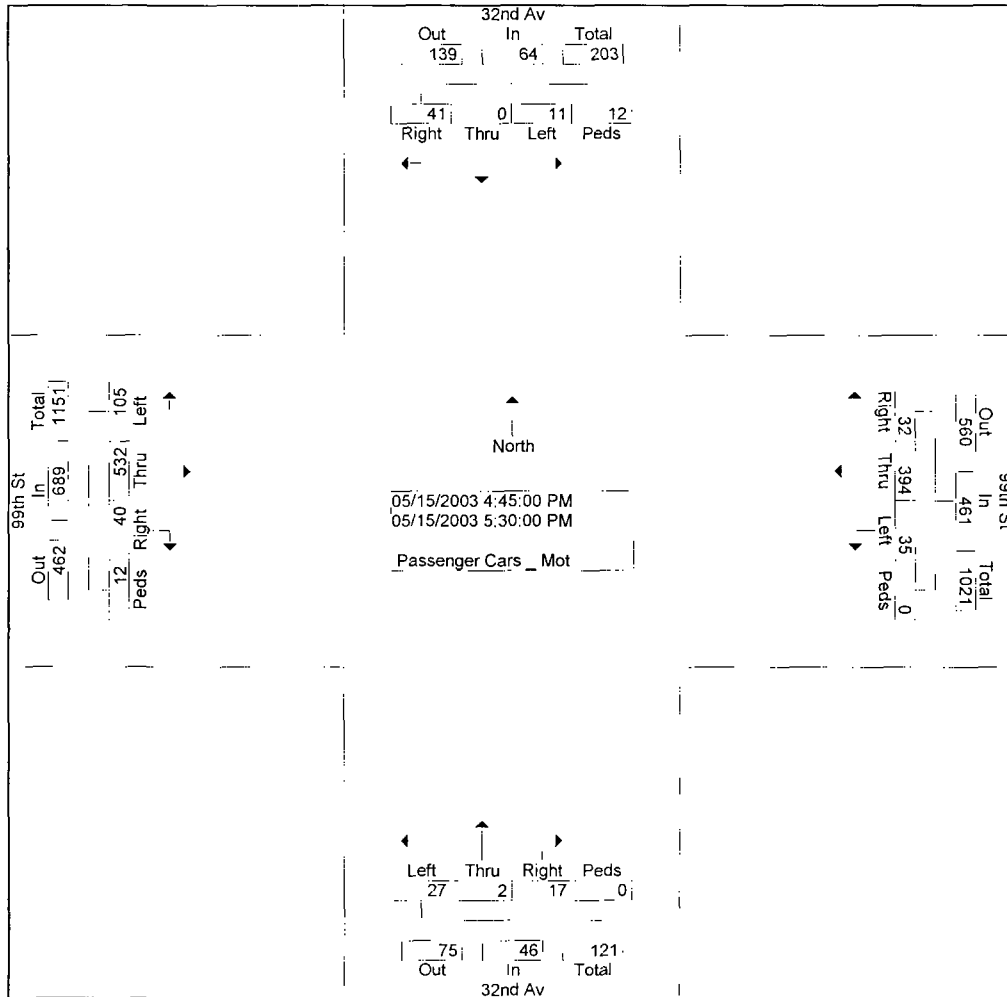 32nd Av
Out In Total
139 64 203
41 0 11 12
Right Thru Left Peds
99th St
Total In Out
1151 689 462
105 532 40 12
Left Thru Right Peds
North
05/15/2003 4:45:00 PM
05/15/2003 5:30:00 PM
Passenger Cars _ Mot
Right Thru Left Peds
32 394 35 0
560 461 1021
Out In Total
99th St
Left Thru Right Peds
27 2 17 0
75 46 121
Out In Total
32nd Av